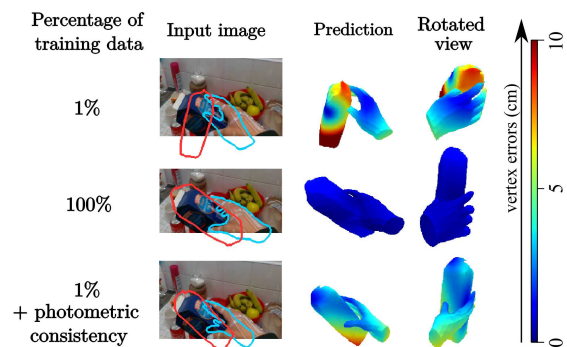 Percentage of
training data
Input image
Prediction
Rotated
view
1%
100%
1%
+ photometric
consistency
vertex errors (cm)
10
5
0